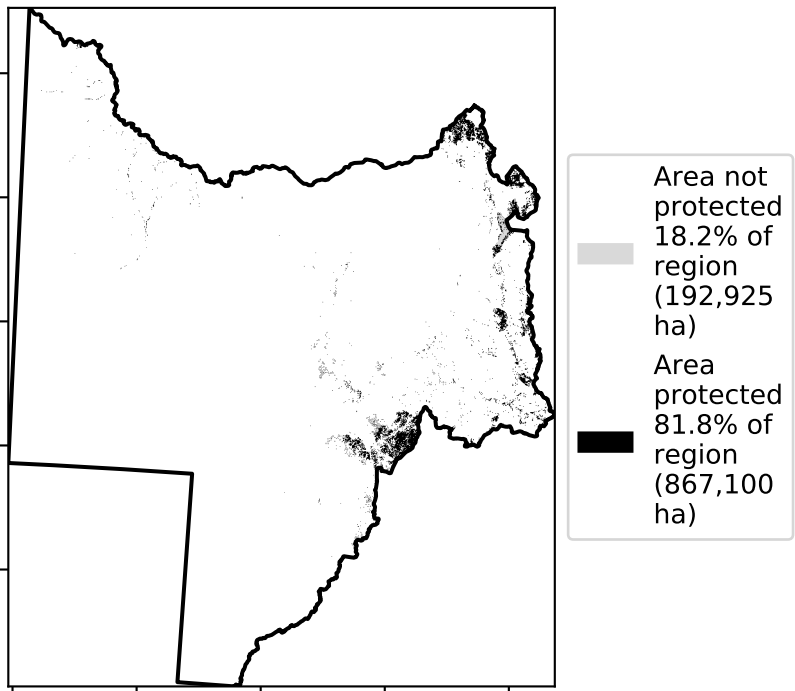 Area not
protected
18.2% of
region
(192,925
ha)
Area
protected
81.8% of
region
(867,100
ha)